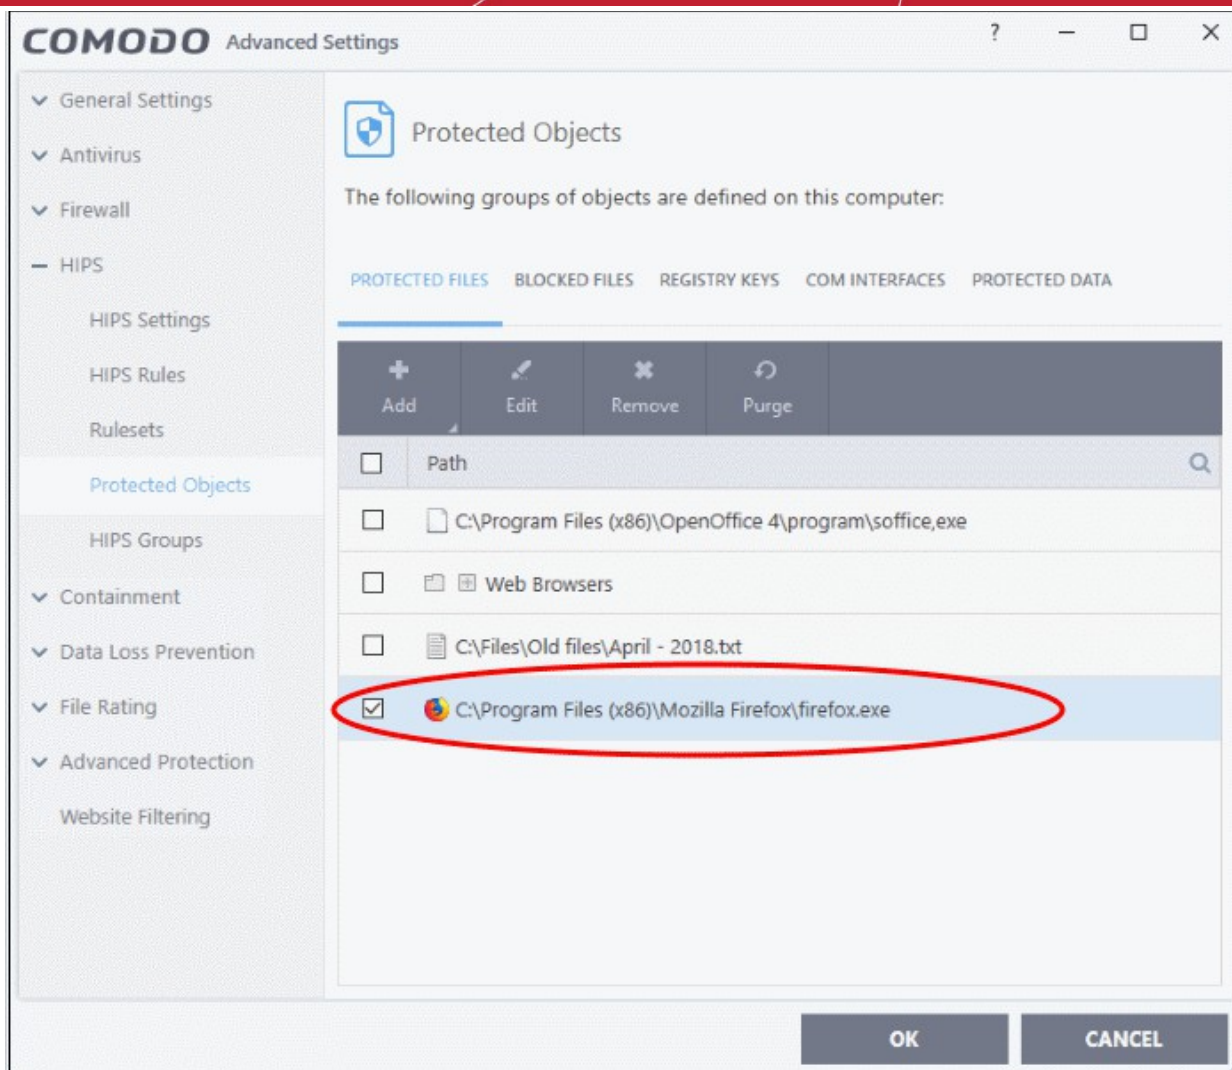 COMODO Advanced Settings ?
General Settings
Antivirus
Firewall
HIPS
HIPS Settings
HIPS Rules
Rulesets
Protected Objects
HIPS Groups
Containment
Data Loss Prevention
File Rating
Advanced Protection
Website Filtering
Protected Objects
The following groups of objects are defined on this computer:
PROTECTED FILES BLOCKED FILES REGISTRY KEYS COM INTERFACES PROTECTED DATA
Add Edit Remove Purge
Path
C:\Program Files (x86)\OpenOffice 4\program\soffice,exe
Web Browsers
C:\Files\Old files\April - 2018.txt
C:\Program Files (x86)\Mozilla Firefox\firefox.exe
OK CANCEL